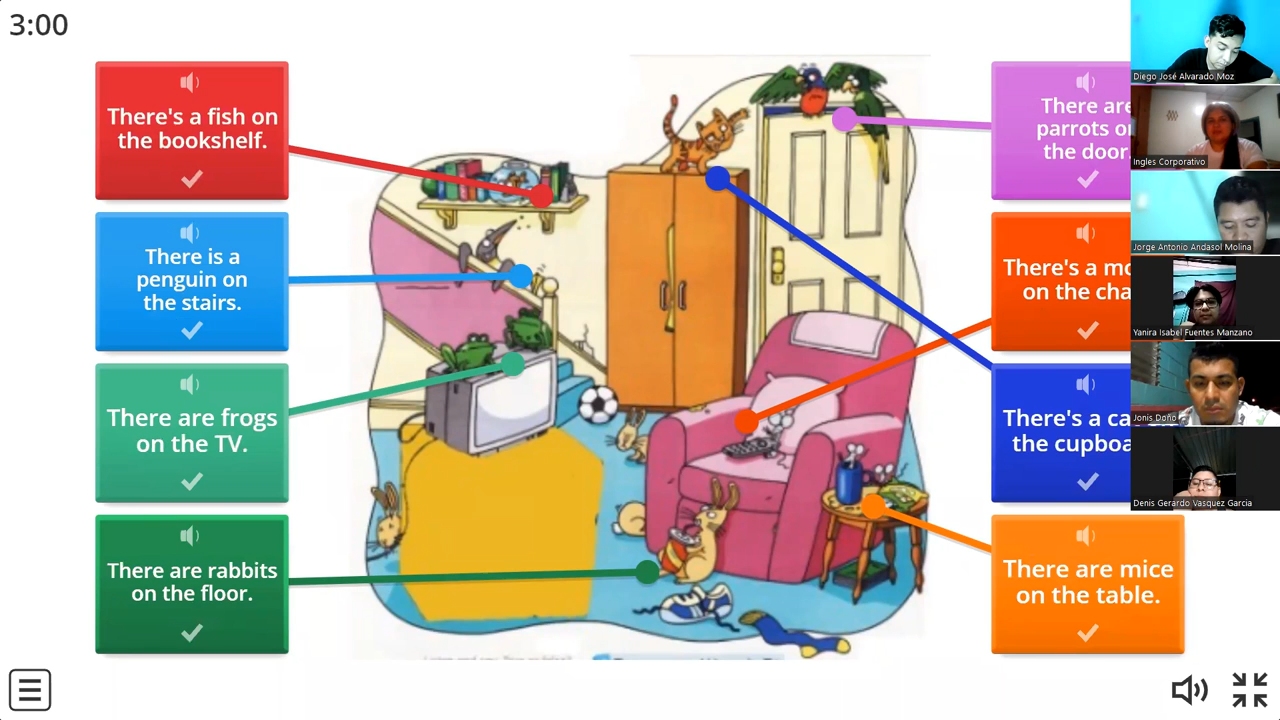 3:00
There's a fish on
the bookshelf.
There is a
penguin on
the stairs.
There are frogs
on the TV.
There are rabbits
on the floor.
There are
parrots
the door.
There's a
on the
There's a
the
There are mice
on the table.
Diego José Alvarado Moz
Ingles Corporativo
Jorge Antonio Andasol Molina
Yanira Isabel Fuentes Manzano
Jonis Doño
Denis Gerardo Vasquez Garcia